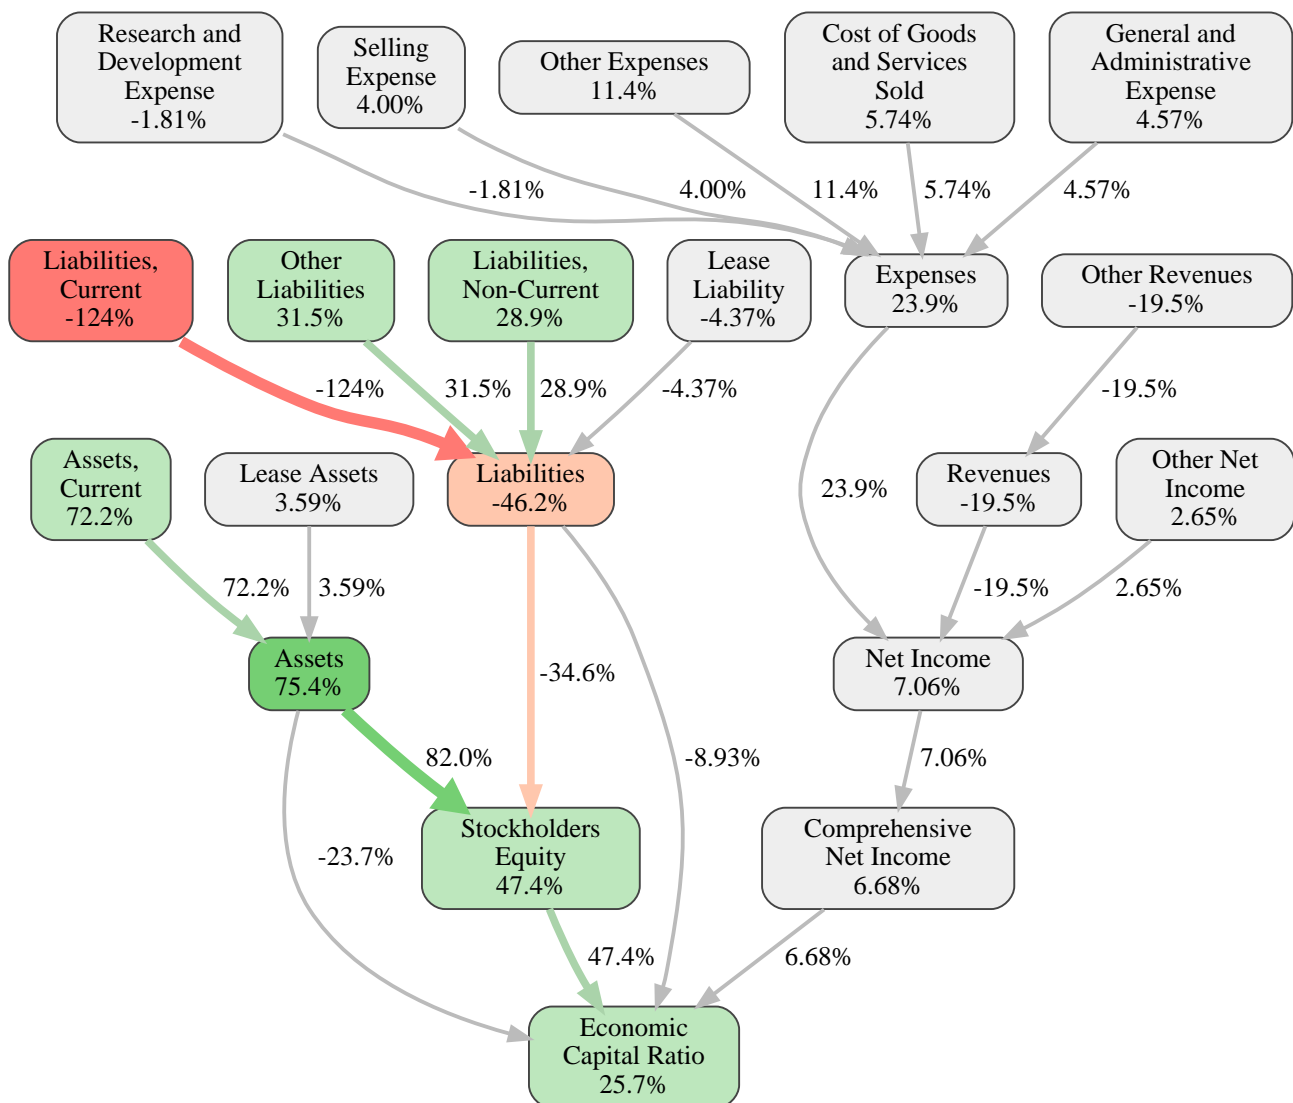 Research and
Development
Expense
-1.81%
Selling
Expense
4.00%
Other Expenses
11.4%
Cost of Goods
and Services
Sold
5.74%
General and
Administrative
Expense
4.57%
-1.81%
4.00%
11.4%
5.74%
4.57%
Liabilities,
Current
-124%
Other
Liabilities
31.5%
Liabilities,
Non-Current
28.9%
Lease
Liability
-4.37%
Expenses
23.9%
Other Revenues
-19.5%
-124%
31.5%
28.9%
-4.37%
-19.5%
Assets,
Current
72.2%
Lease Assets
3.59%
Liabilities
-46.2%
23.9%
Revenues
-19.5%
Other Net
Income
2.65%
72.2%
3.59%
-19.5%
2.65%
Assets
75.4%
-34.6%
Net Income
7.06%
82.0%
-8.93%
7.06%
-23.7%
Stockholders
Equity
47.4%
Comprehensive
Net Income
6.68%
47.4%
6.68%
Economic
Capital Ratio
25.7%